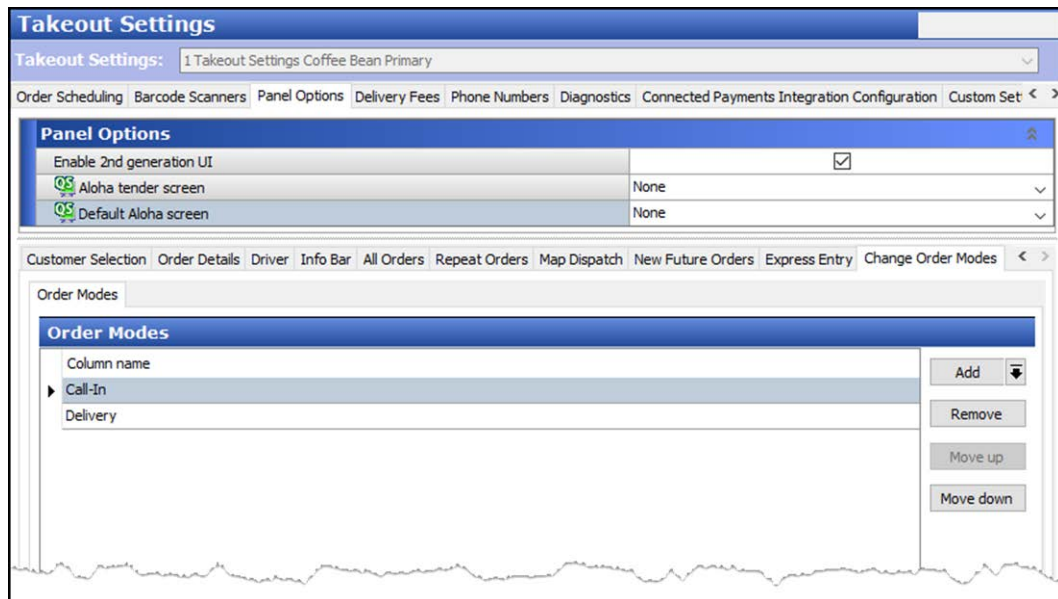 Takeout Settings
Takeout Settings: 1 Takeout Settings Coffee Bean Primary
Order Scheduling Barcode Scanners Panel Options Delivery Fees Phone Numbers Diagnostics Connected Payments Integration Configuration Custom Set
Panel Options
Enable 2nd generation UI
QS Aloha tender screen None
QS Default Aloha screen None
Customer Selection Order Details Driver Info Bar All Orders Repeat Orders Map Dispatch New Future Orders Express Entry Change Order Modes
Order Modes
Order Modes
Column name
Add
Call-In
Delivery
Remove
Move up
Move down